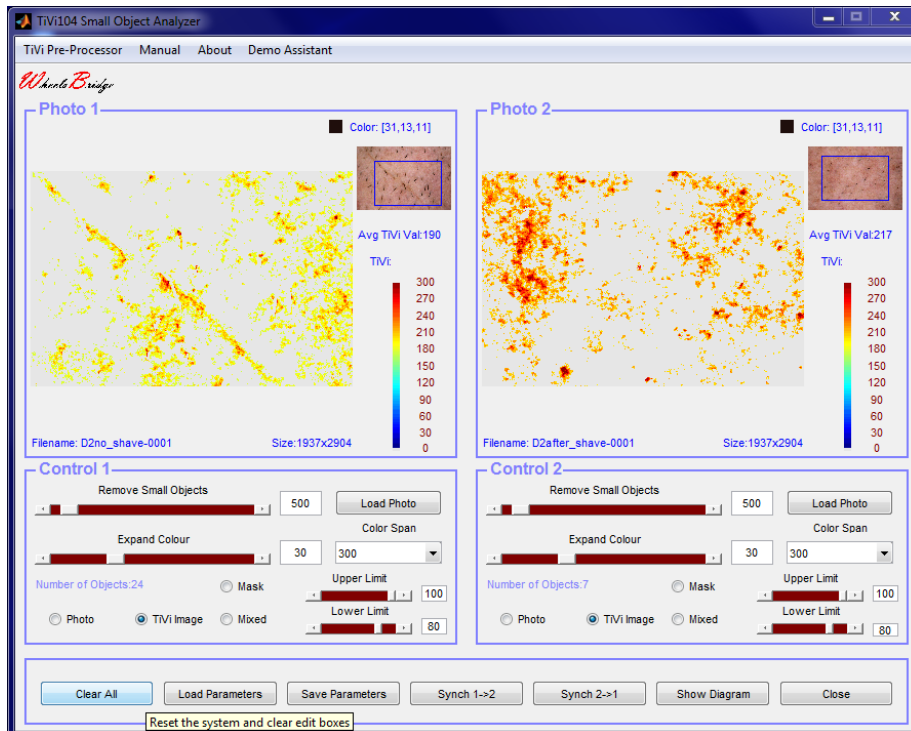 TiVi104 Small Object Analyzer
TiVi Pre-Processor Manual About Demo Assistant
WheelsBridge
Photo 1
Color: [31,13,11]
Avg TiVi Val:190
TiVi:
300
270
240
210
180
150
120
90
60
30
0
Filename: D2no_shave-0001 Size:1937x2904
Photo 2
Color: [31,13,11]
Avg TiVi Val:217
TiVi:
300
270
240
210
180
150
120
90
60
30
0
Filename: D2after_shave-0001 Size:1937x2904
Control 1
Remove Small Objects
500 Load Photo
Expand Colour Color Span
30 300
Number of Objects:24 Mask Upper Limit
100
Photo TiVi Image Mixed Lower Limit
80
Control 2
Remove Small Objects
500 Load Photo
Expand Colour Color Span
30 300
Number of Objects:7 Mask Upper Limit
100
Photo TiVi Image Mixed Lower Limit
80
Clear All Load Parameters Save Parameters Synch 1->2 Synch 2->1 Show Diagram Close
Reset the system and clear edit boxes